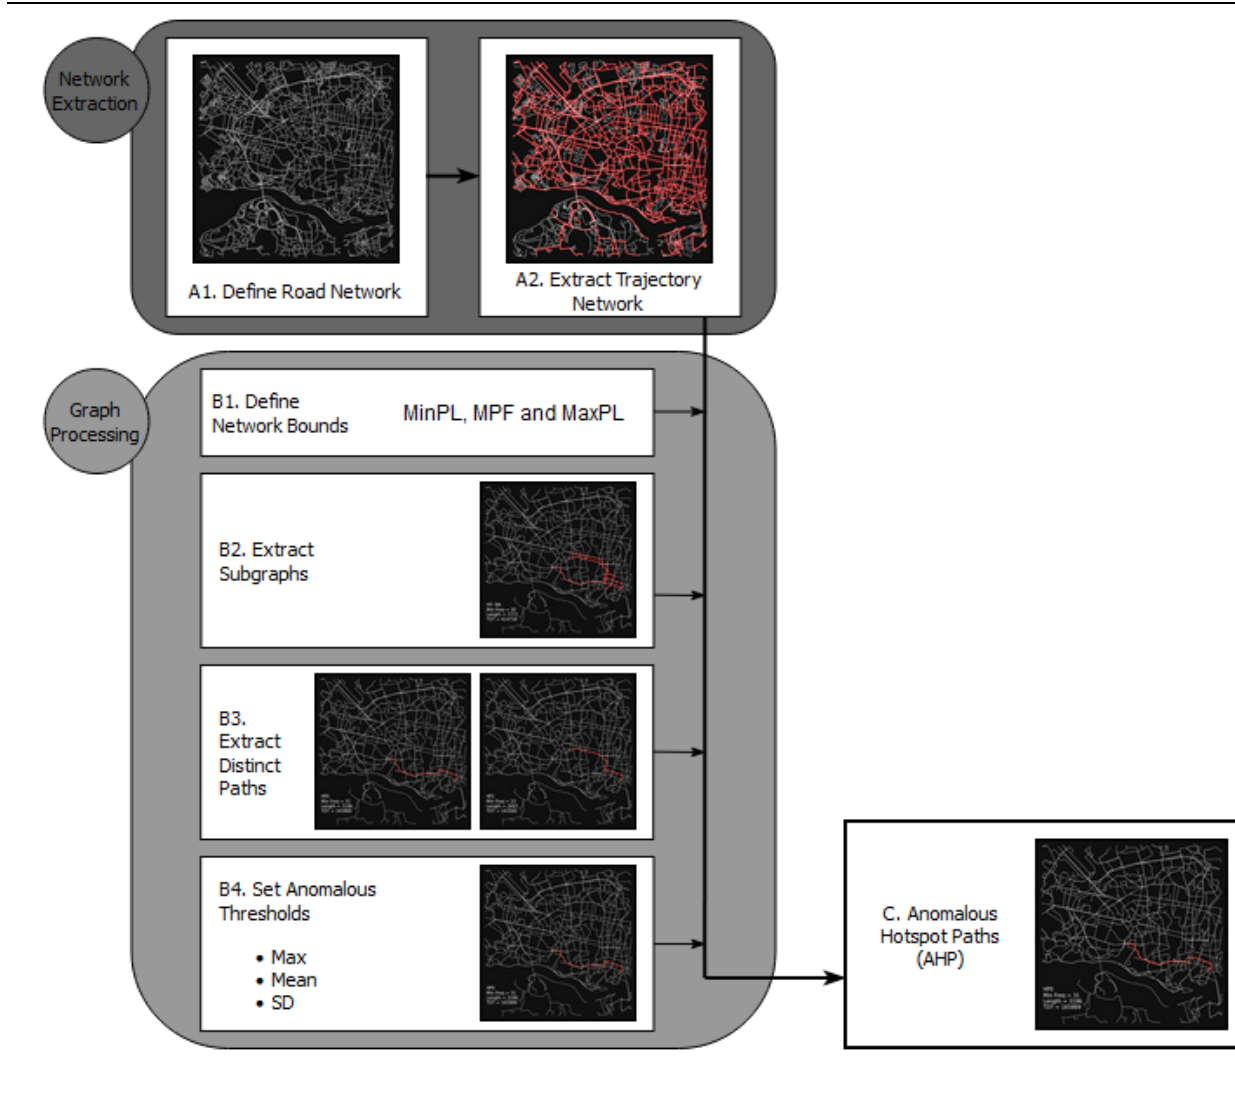 Network
Extraction
A1. Define Road Network
A2. Extract Trajectory
Network
Graph
Processing
B1. Define
Network Bounds
MinPL, MPF and MaxPL
B2. Extract
Subgraphs
B3.
Extract
Distinct
Paths
B4. Set Anomalous
Thresholds
• Max
• Mean
• SD
C. Anomalous
Hotspot Paths
(AHP)